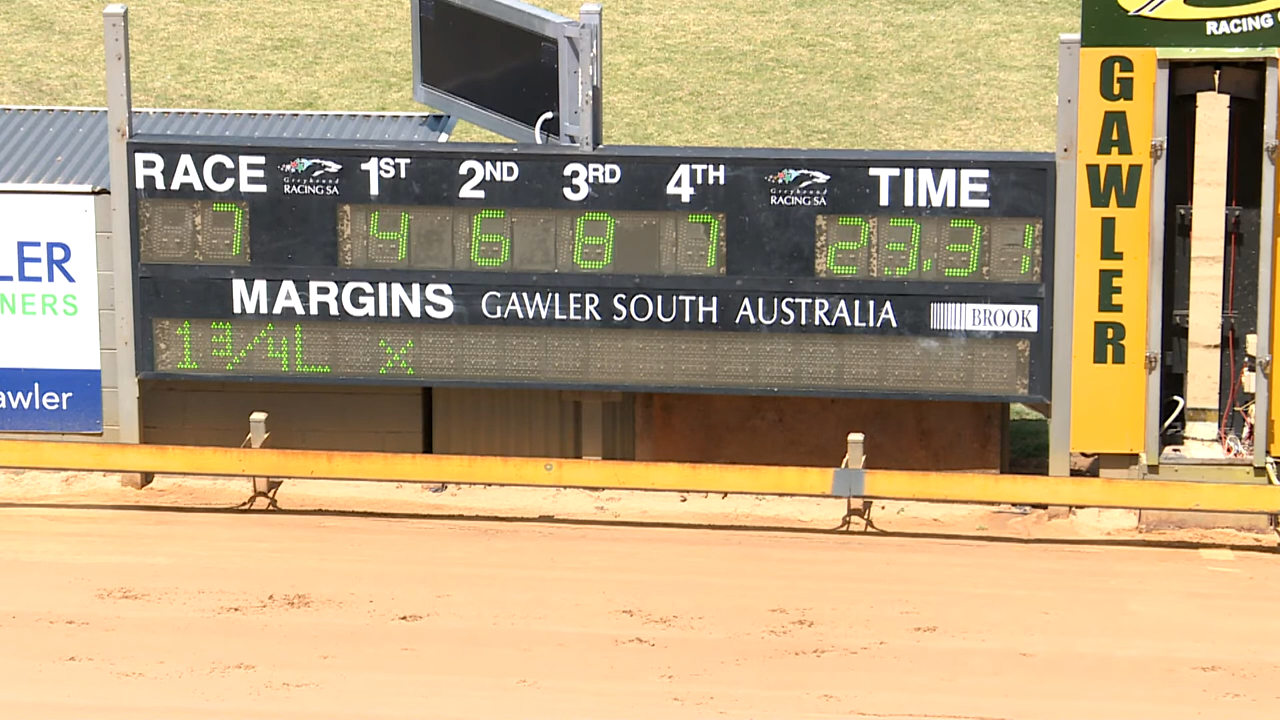 RACING
GAWLER
RACE Greyhound RACING SA 1ST 2ND 3RD 4TH Greyhound RACING SA TIME
7 4 6 8 7 23.31
MARGINS GAWLER SOUTH AUSTRALIA BROOK
1 3/4L x
LER
NERS
awler